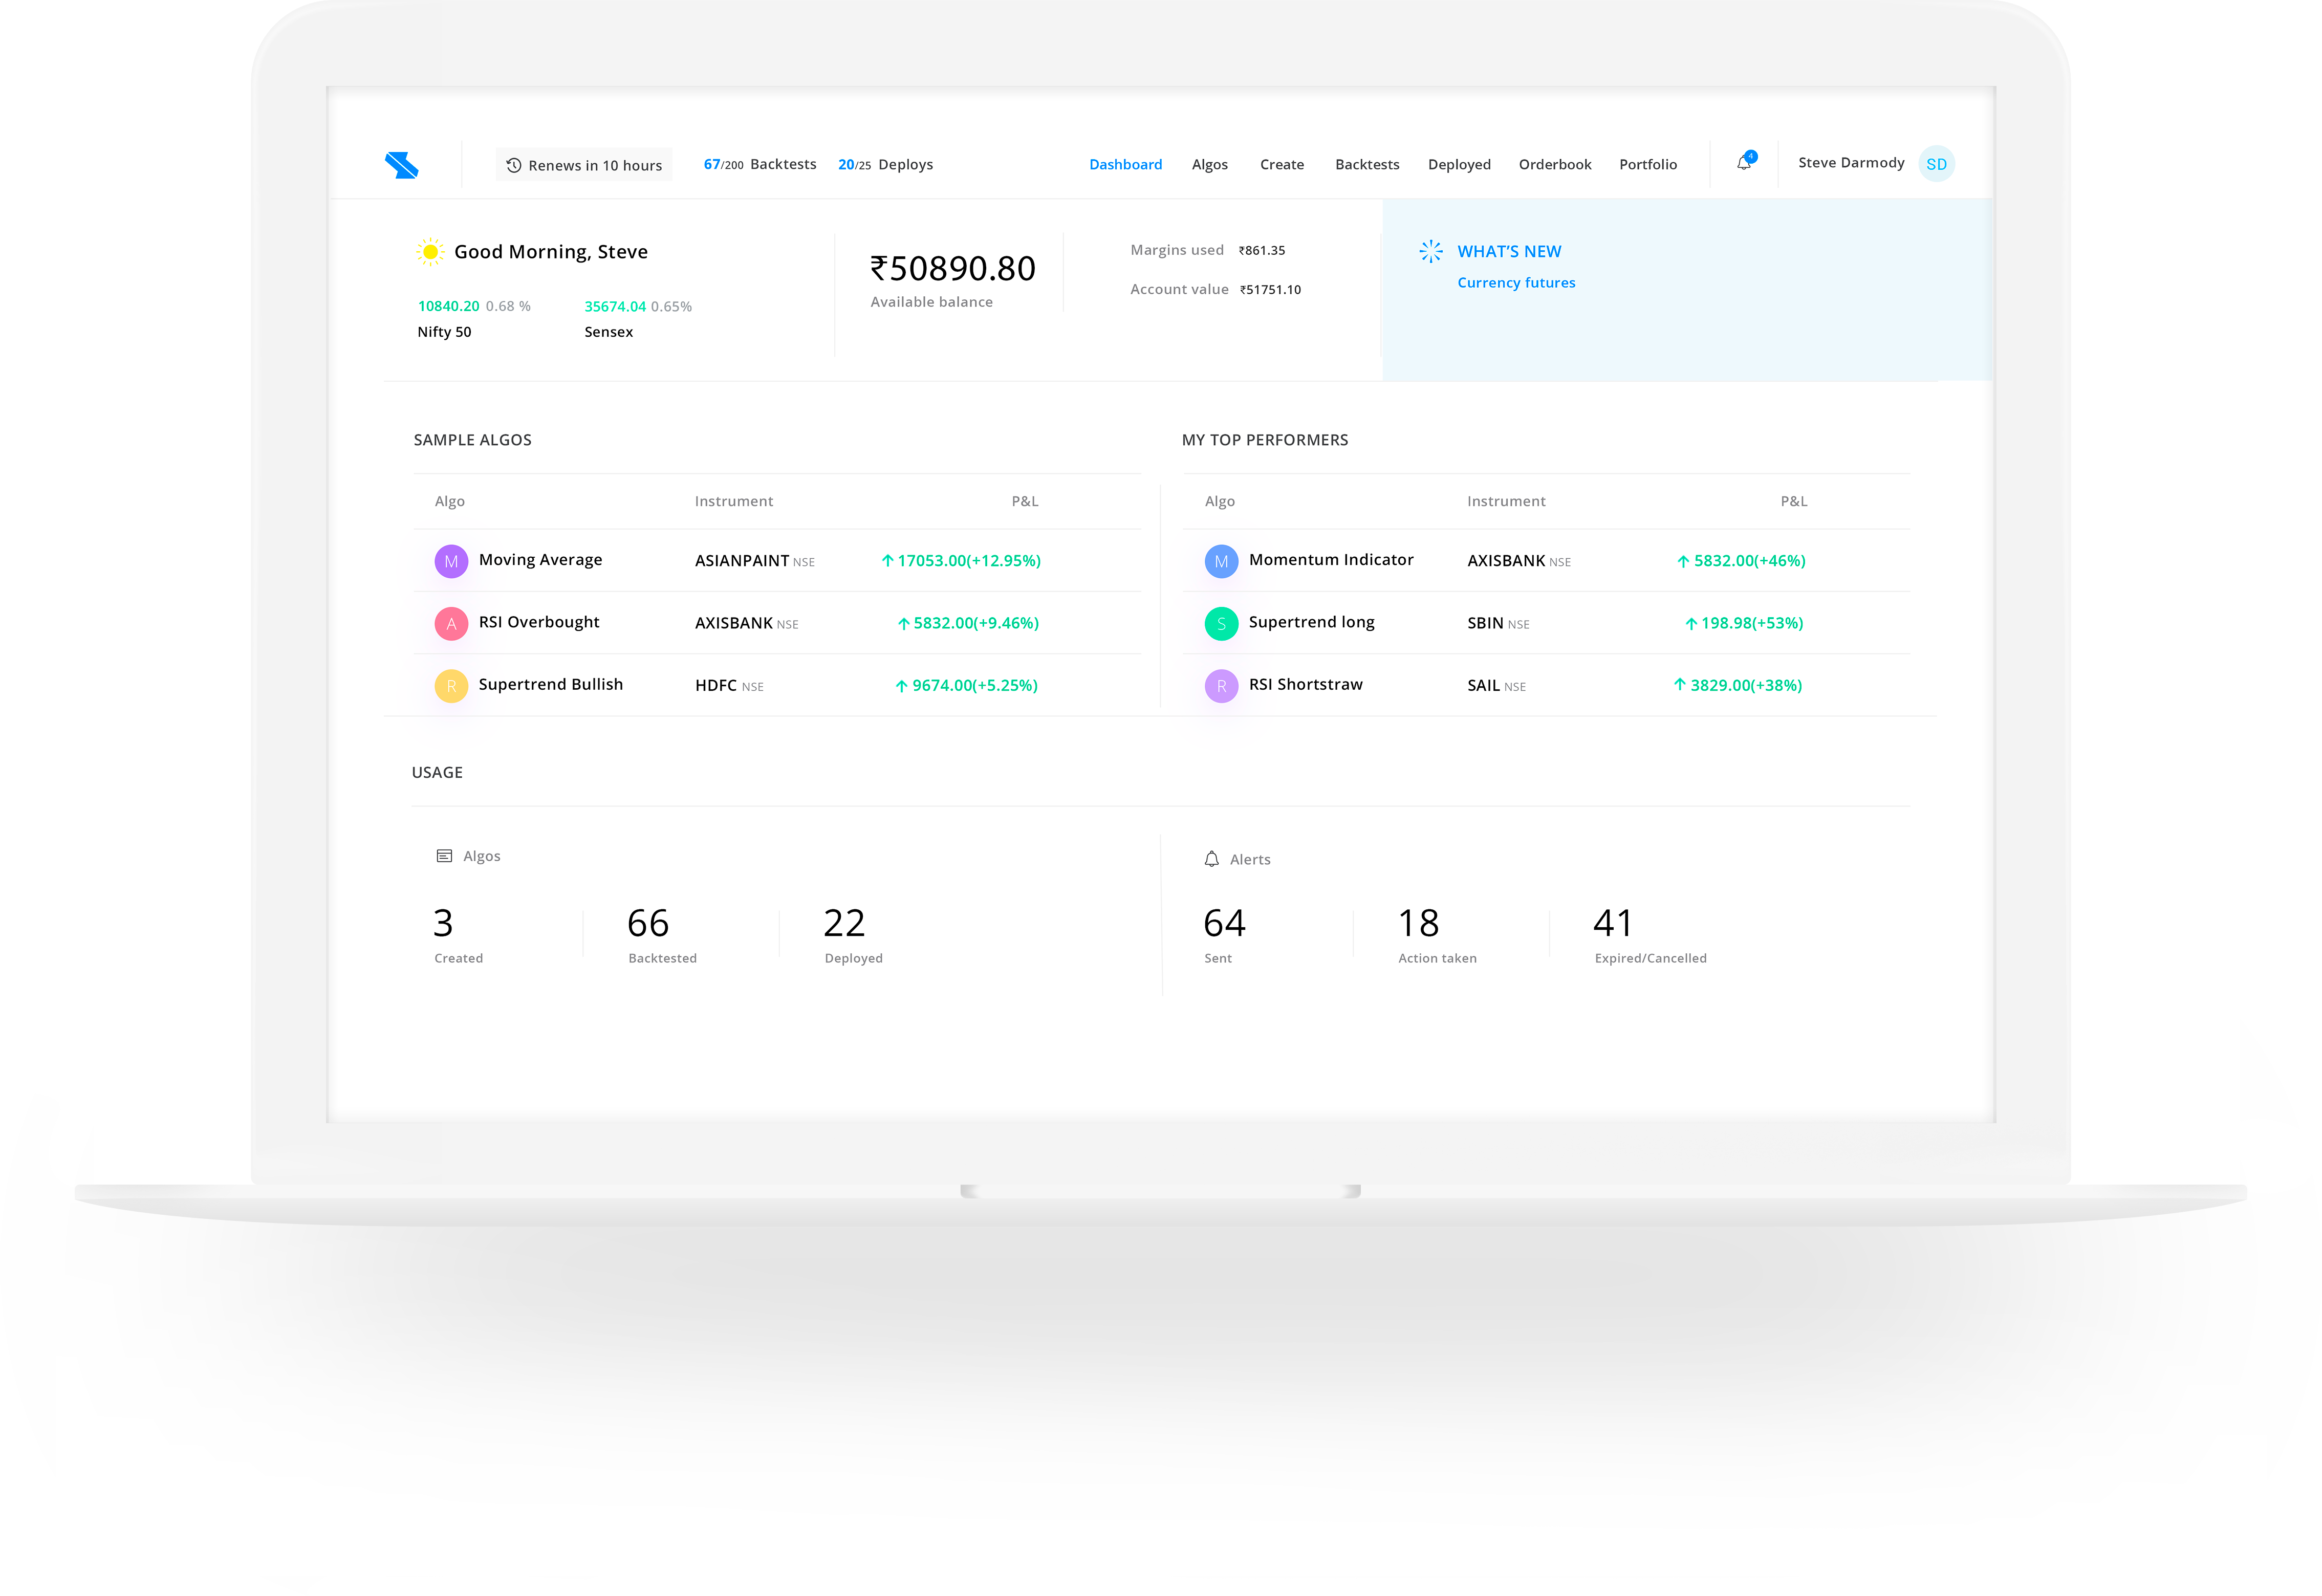 Renews in 10 hours 67/200 Backtests 20/25 Deploys Dashboard Algos Create Backtests Deployed Orderbook Portfolio 4 Steve Darmody SD
Good Morning, Steve
10840.20 0.68 % 35674.04 0.65%
Nifty 50 Sensex
₹50890.80
Available balance
Margins used ₹861.35
Account value ₹51751.10
WHAT'S NEW
Currency futures
SAMPLE ALGOS
Algo Instrument P&L
M Moving Average ASIANPAINT NSE ↑ 17053.00(+12.95%)
A RSI Overbought AXISBANK NSE ↑ 5832.00(+9.46%)
R Supertrend Bullish HDFC NSE ↑ 9674.00(+5.25%)
MY TOP PERFORMERS
Algo Instrument P&L
M Momentum Indicator AXISBANK NSE ↑ 5832.00(+46%)
S Supertrend long SBIN NSE ↑ 198.98(+53%)
R RSI Shortstraw SAIL NSE ↑ 3829.00(+38%)
USAGE
Algos
3 66 22
Created Backtested Deployed
Alerts
64 18 41
Sent Action taken Expired/Cancelled